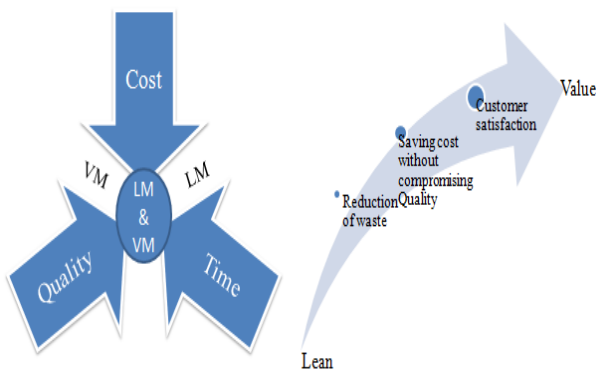 Cost
VM
LM
LM
&
VM
Quality
Time
Value
Customer
satisfaction
Saving cost
without
compromising
Quality
Reduction
of waste
Lean